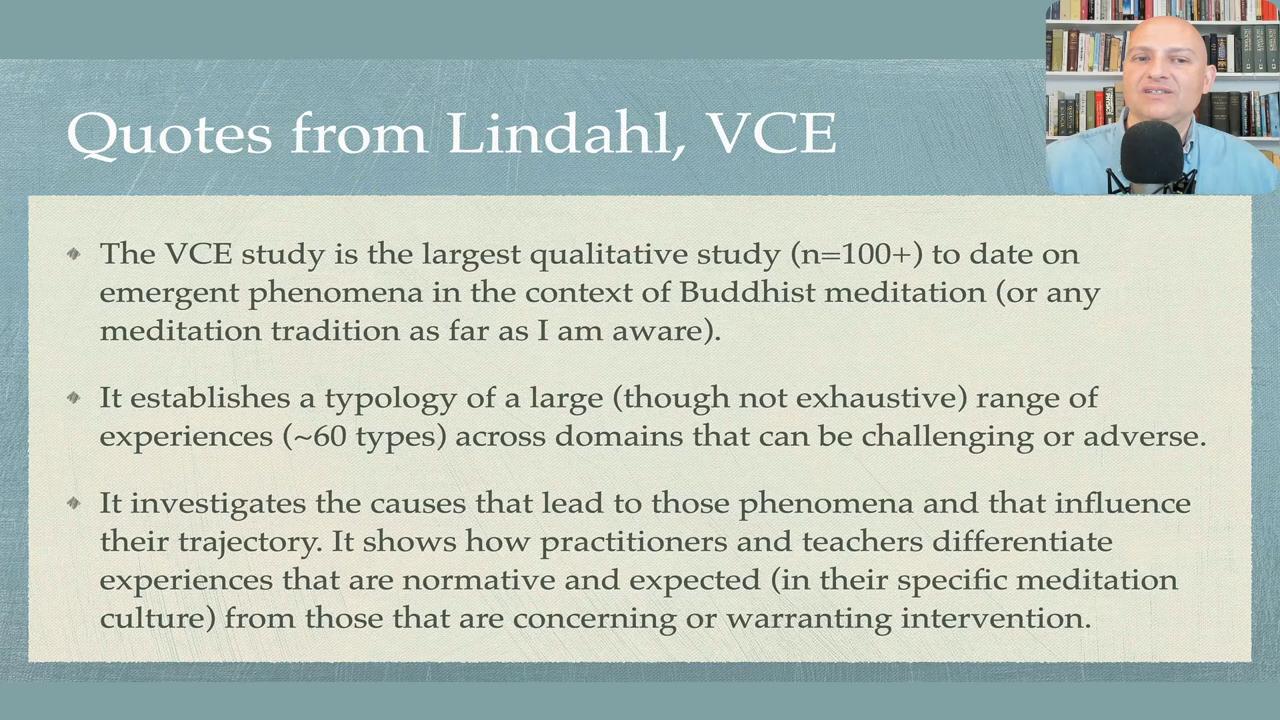 Quotes from Lindahl, VCE
The VCE study is the largest qualitative study (n=100+) to date on
emergent phenomena in the context of Buddhist meditation (or any
meditation tradition as far as I am aware).
It establishes a typology of a large (though not exhaustive) range of
experiences (~60 types) across domains that can be challenging or adverse.
It investigates the causes that lead to those phenomena and that influence
their trajectory. It shows how practitioners and teachers differentiate
experiences that are normative and expected (in their specific meditation
culture) from those that are concerning or warranting intervention.